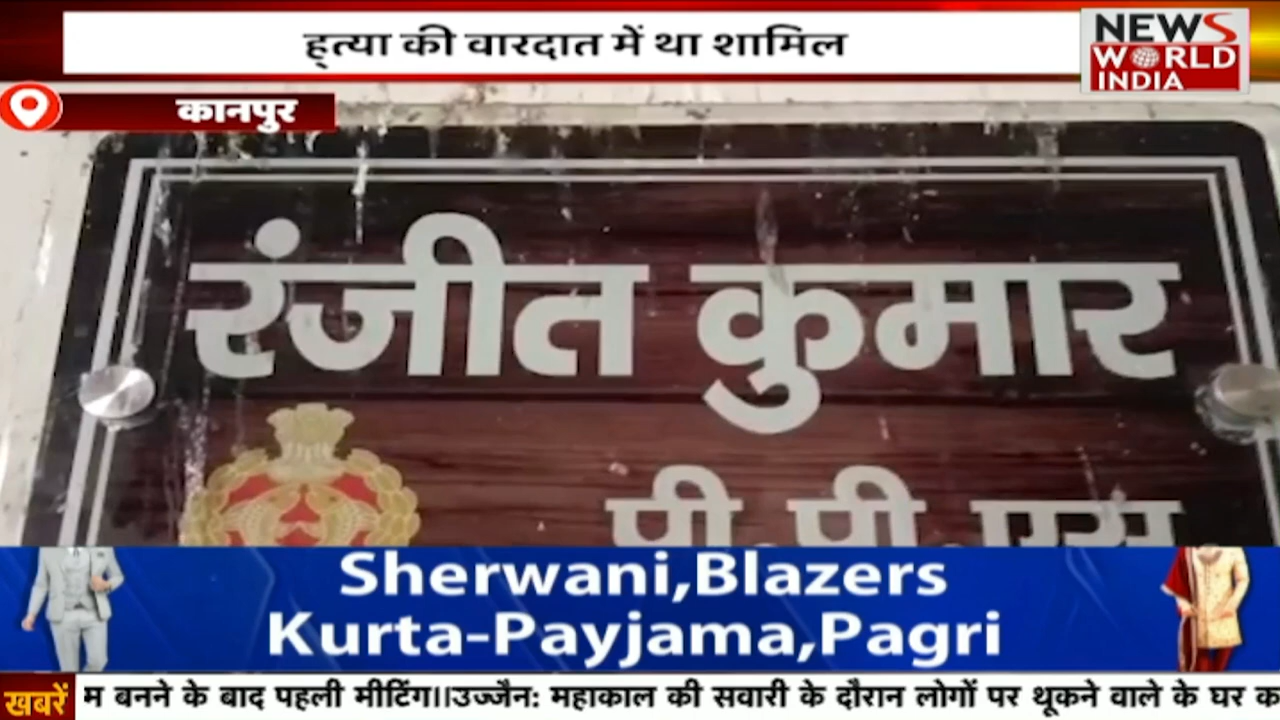 हत्या की वारदात में था शामिल
NEWS
WORLD
INDIA
कानपुर
रंजीत कुमार
पी.पी.एस
Sherwani,Blazers
Kurta-Payjama,Pagri
खबरें
म बनने के बाद पहली मीटिंग।।उज्जैन: महाकाल की सवारी के दौरान लोगों पर थूकने वाले के घर क